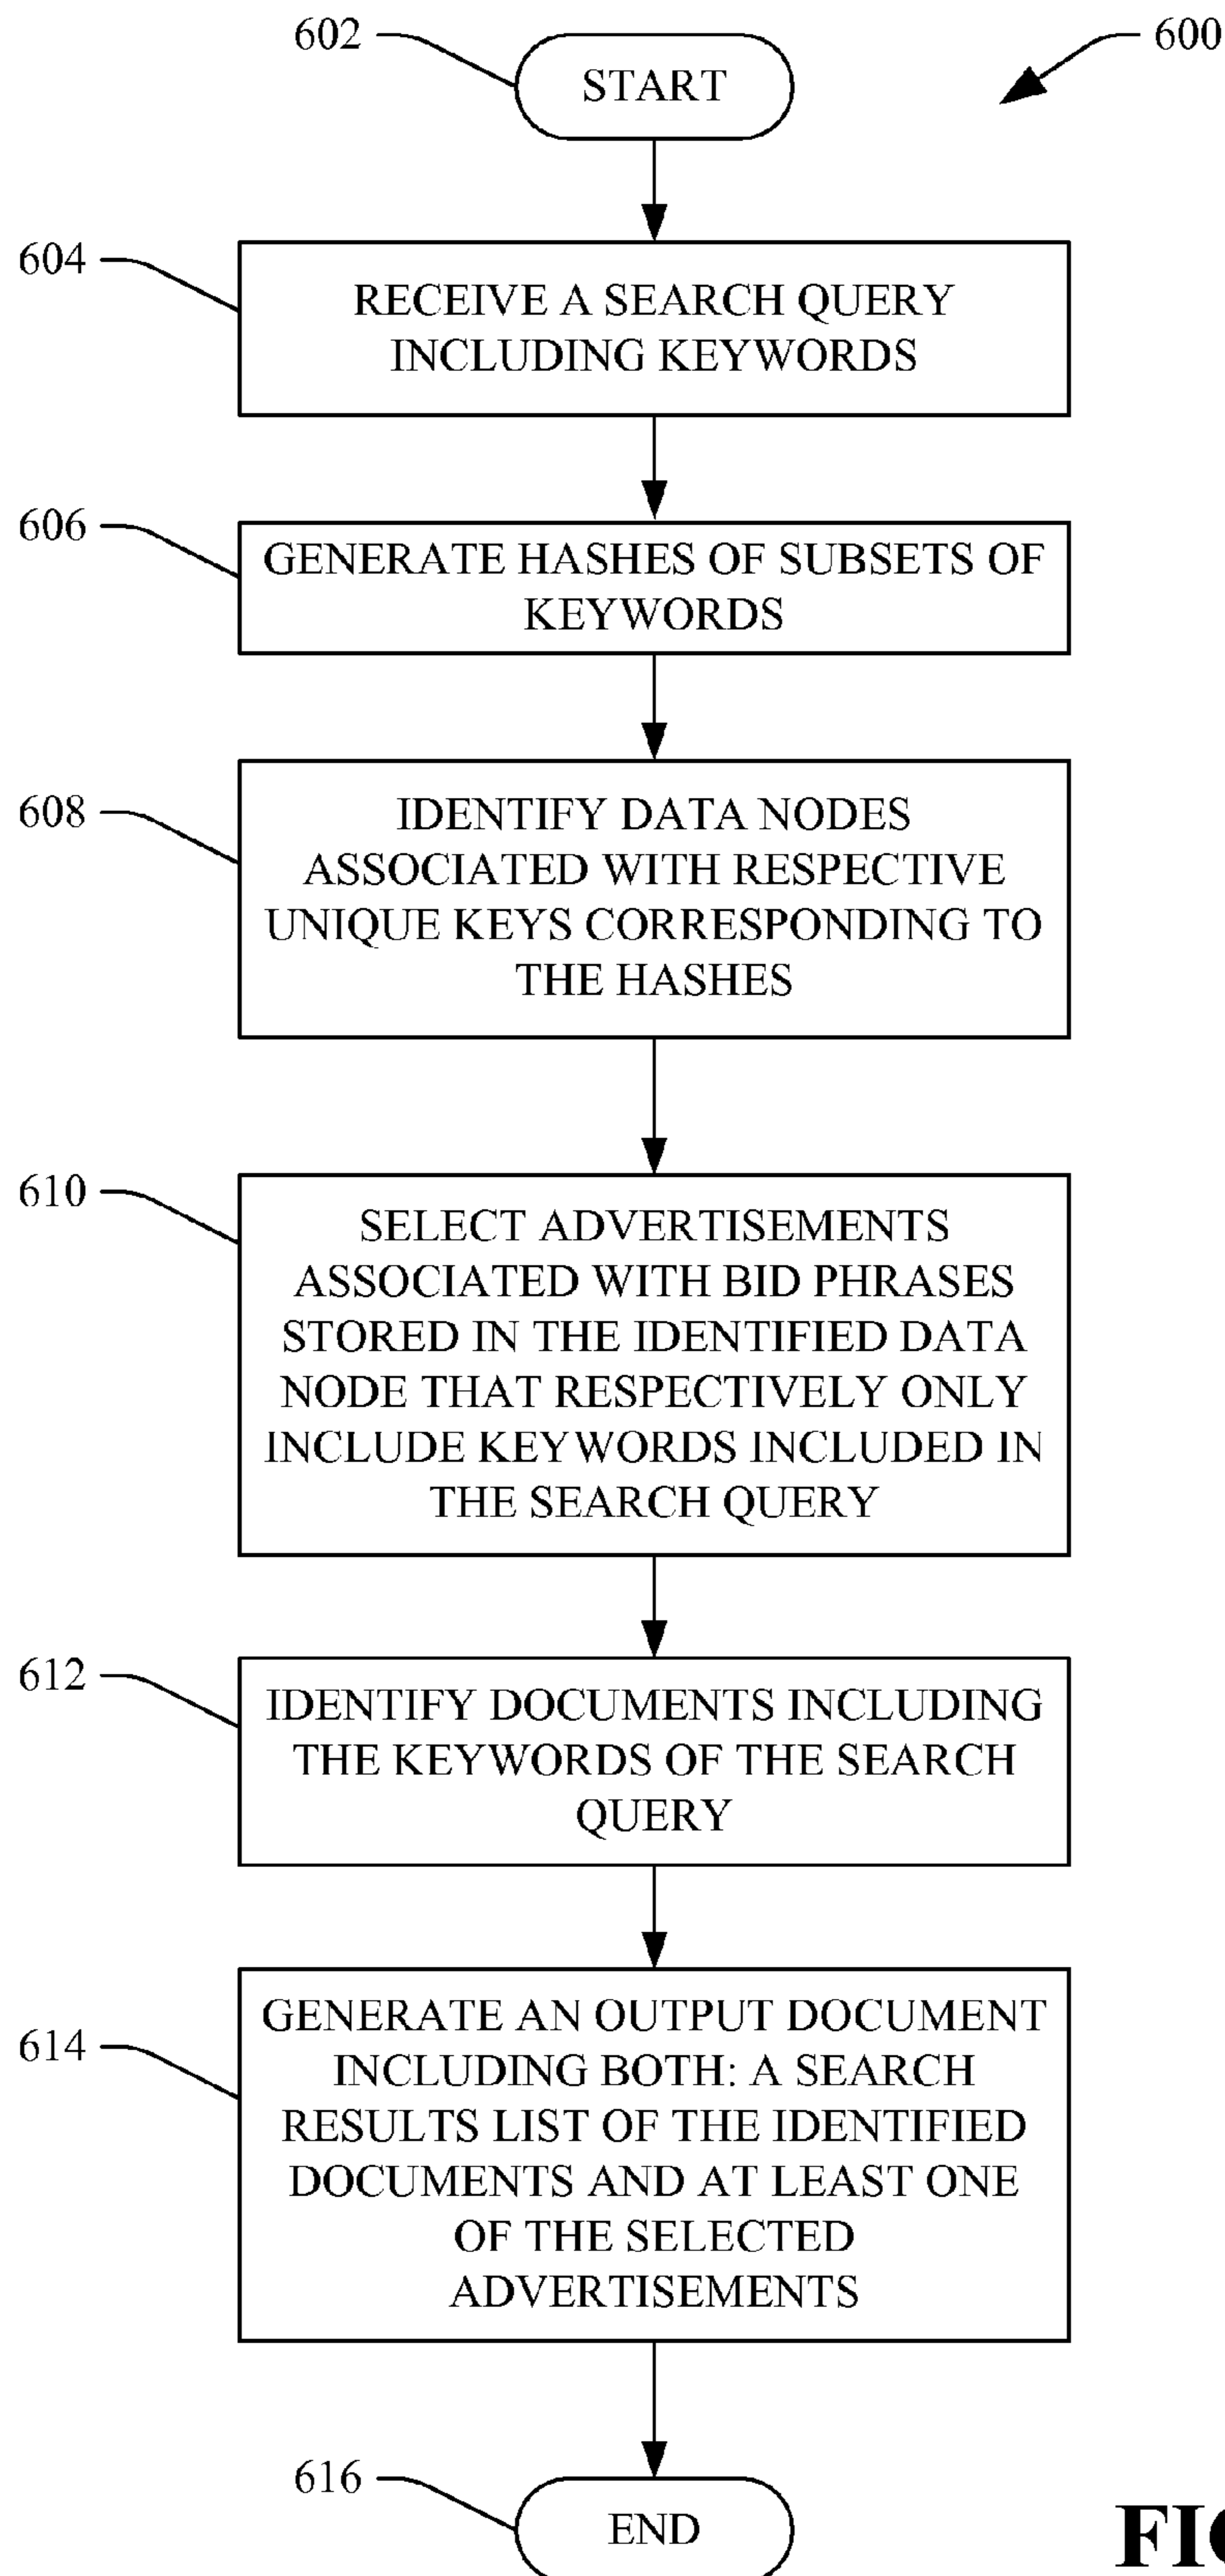 602
START
600
604
RECEIVE A SEARCH QUERY
INCLUDING KEYWORDS
606
GENERATE HASHES OF SUBSETS OF
KEYWORDS
608
IDENTIFY DATA NODES
ASSOCIATED WITH RESPECTIVE
UNIQUE KEYS CORRESPONDING TO
THE HASHES
610
SELECT ADVERTISEMENTS
ASSOCIATED WITH BID PHRASES
STORED IN THE IDENTIFIED DATA
NODE THAT RESPECTIVELY ONLY
INCLUDE KEYWORDS INCLUDED IN
THE SEARCH QUERY
612
IDENTIFY DOCUMENTS INCLUDING
THE KEYWORDS OF THE SEARCH
QUERY
614
GENERATE AN OUTPUT DOCUMENT
INCLUDING BOTH: A SEARCH
RESULTS LIST OF THE IDENTIFIED
DOCUMENTS AND AT LEAST ONE
OF THE SELECTED
ADVERTISEMENTS
616
END